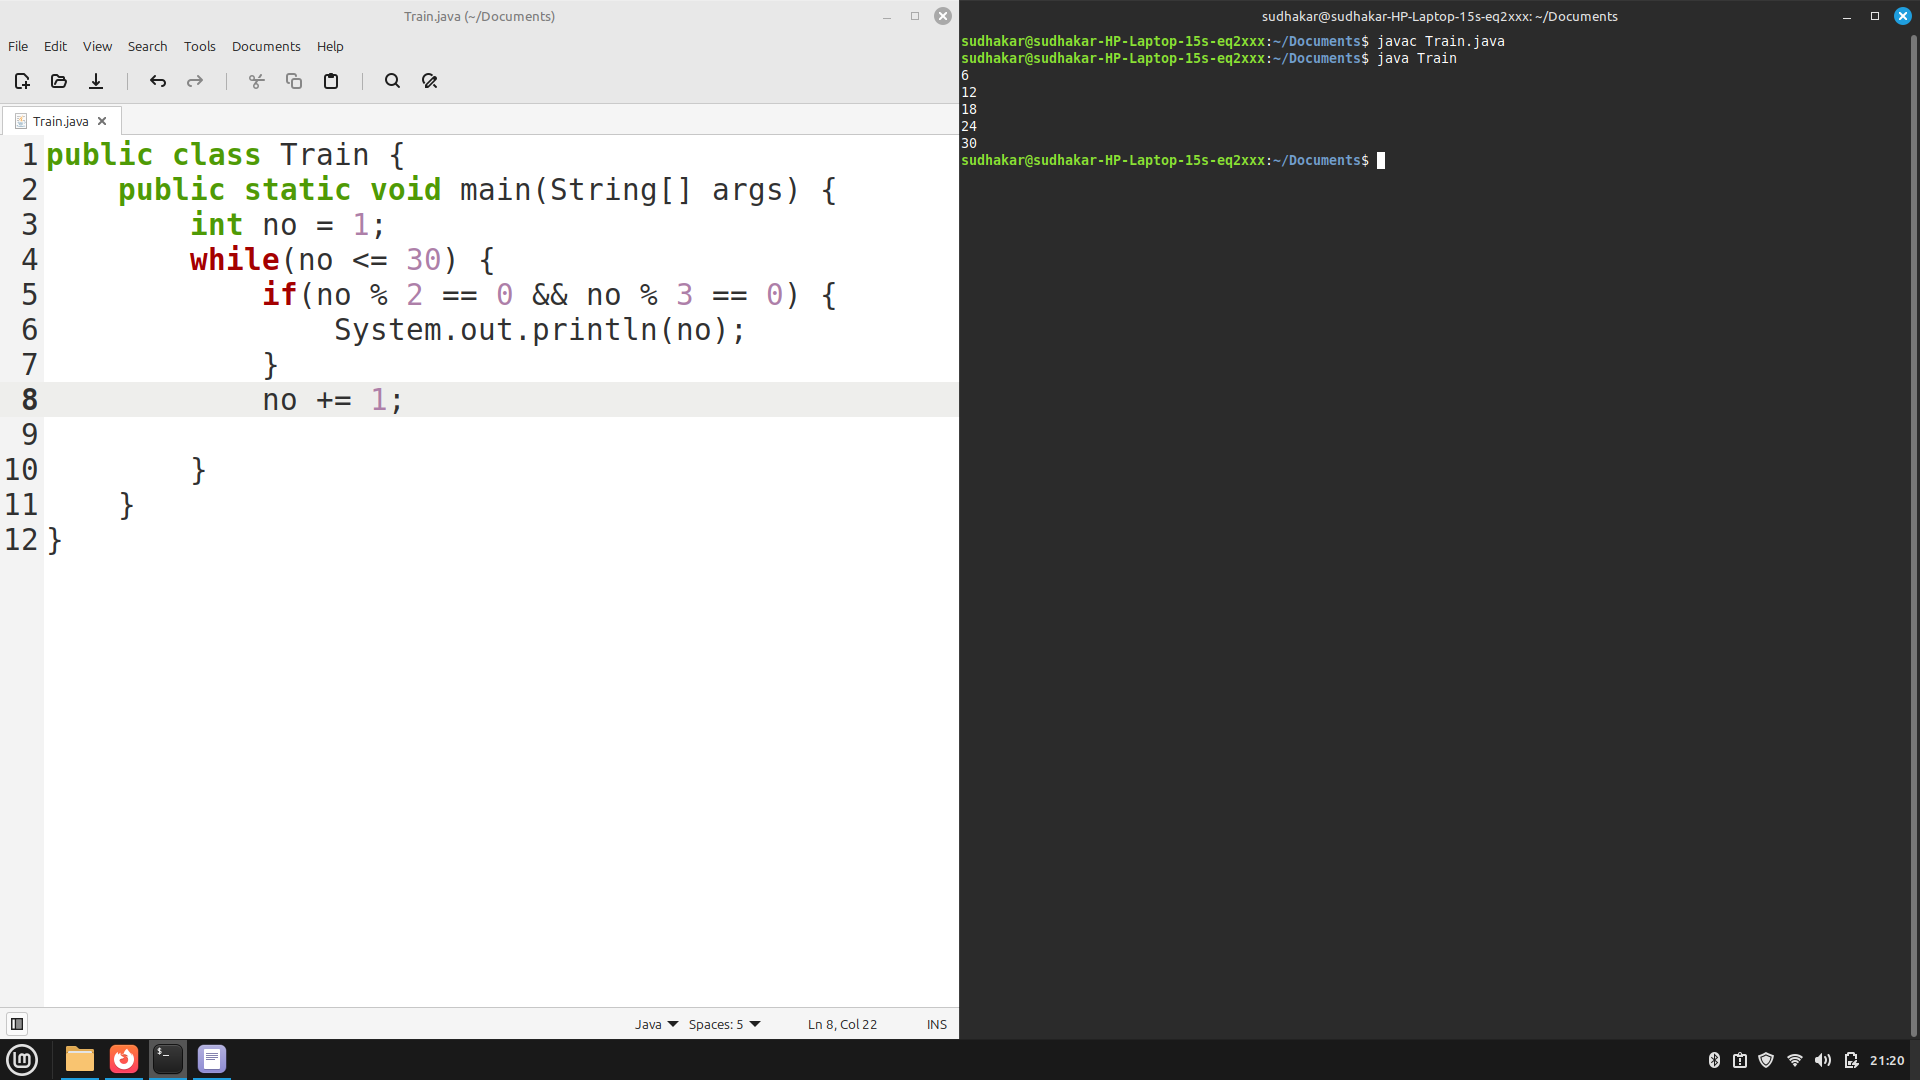 Train.java (~/Documents)
File Edit View Search Tools Documents Help
Train.java
1 public class Train {
2 public static void main(String[] args) {
3 int no = 1;
4 while(no <= 30) {
5 if(no % 2 == 0 && no % 3 == 0) {
6 System.out.println(no);
7 }
8 no += 1;
9
10 }
11 }
12 }
Java Spaces: 5 Ln 8, Col 22 INS
sudhakar@sudhakar-HP-Laptop-15s-eq2xxx: ~/Documents
sudhakar@sudhakar-HP-Laptop-15s-eq2xxx:~/Documents$ javac Train.java
sudhakar@sudhakar-HP-Laptop-15s-eq2xxx:~/Documents$ java Train
6
12
18
24
30
sudhakar@sudhakar-HP-Laptop-15s-eq2xxx:~/Documents$
21:20